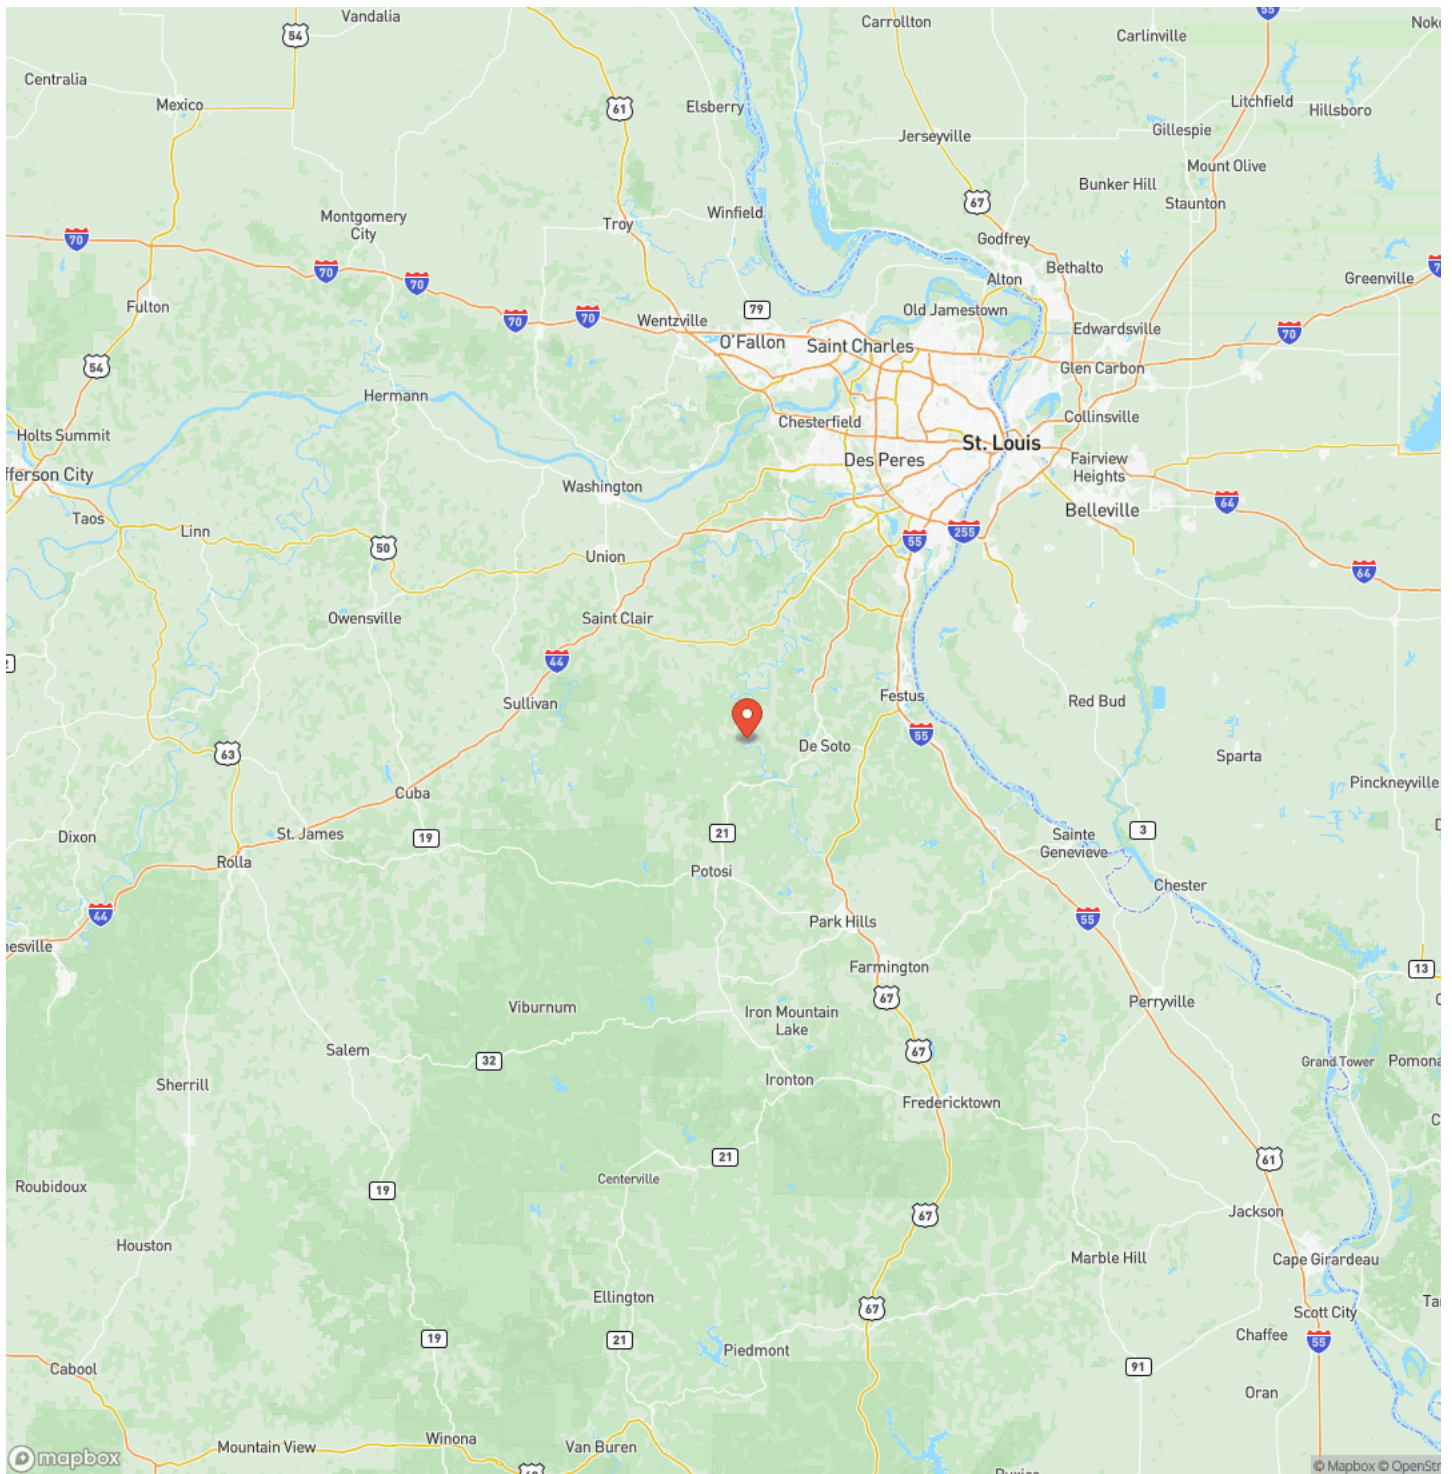 Vandalia
Carrollton
55
54
Carlinville
Noko
Centralia
Mexico
61
Elsberry
Litchfield
Hillsboro
Gillespie
Jerseyville
Mount Olive
Bunker Hill
67
Staunton
Montgomery
City
Winfield
Troy
70
Godfrey
70
Bethalto
Alton
Greenville
70
Fulton
79
Old Jamestown
70
70
Wentzville
Edwardsville
70
O'Fallon
Saint Charles
54
Glen Carbon
Hermann
Collinsville
Chesterfield
Holts Summit
St. Louis
Des Peres
Fairview
Heights
fferson City
Washington
64
Belleville
Taos
Linn
255
55
50
Union
64
Owensville
Saint Clair
44
Sullivan
Festus
Red Bud
55
De Soto
63
Sparta
Pinckneyville
Cuba
Dixon
St. James
19
21
Sainte
Genevieve
3
Rolla
Potosi
Chester
44
Park Hills
55
nesville
Farmington
13
67
Perryville
Viburnum
Iron Mountain
Lake
Salem
32
67
Grand Tower
Pomona
Sherrill
Ironton
Fredericktown
21
61
Centerville
Roubidoux
19
Jackson
67
Houston
Marble Hill
Cape Girardeau
Ellington
67
Scott City
19
21
Chaffee
55
Piedmont
Cabool
91
Oran
Mountain View
Winona
Van Buren
mapbox
© Mapbox © OpenStr